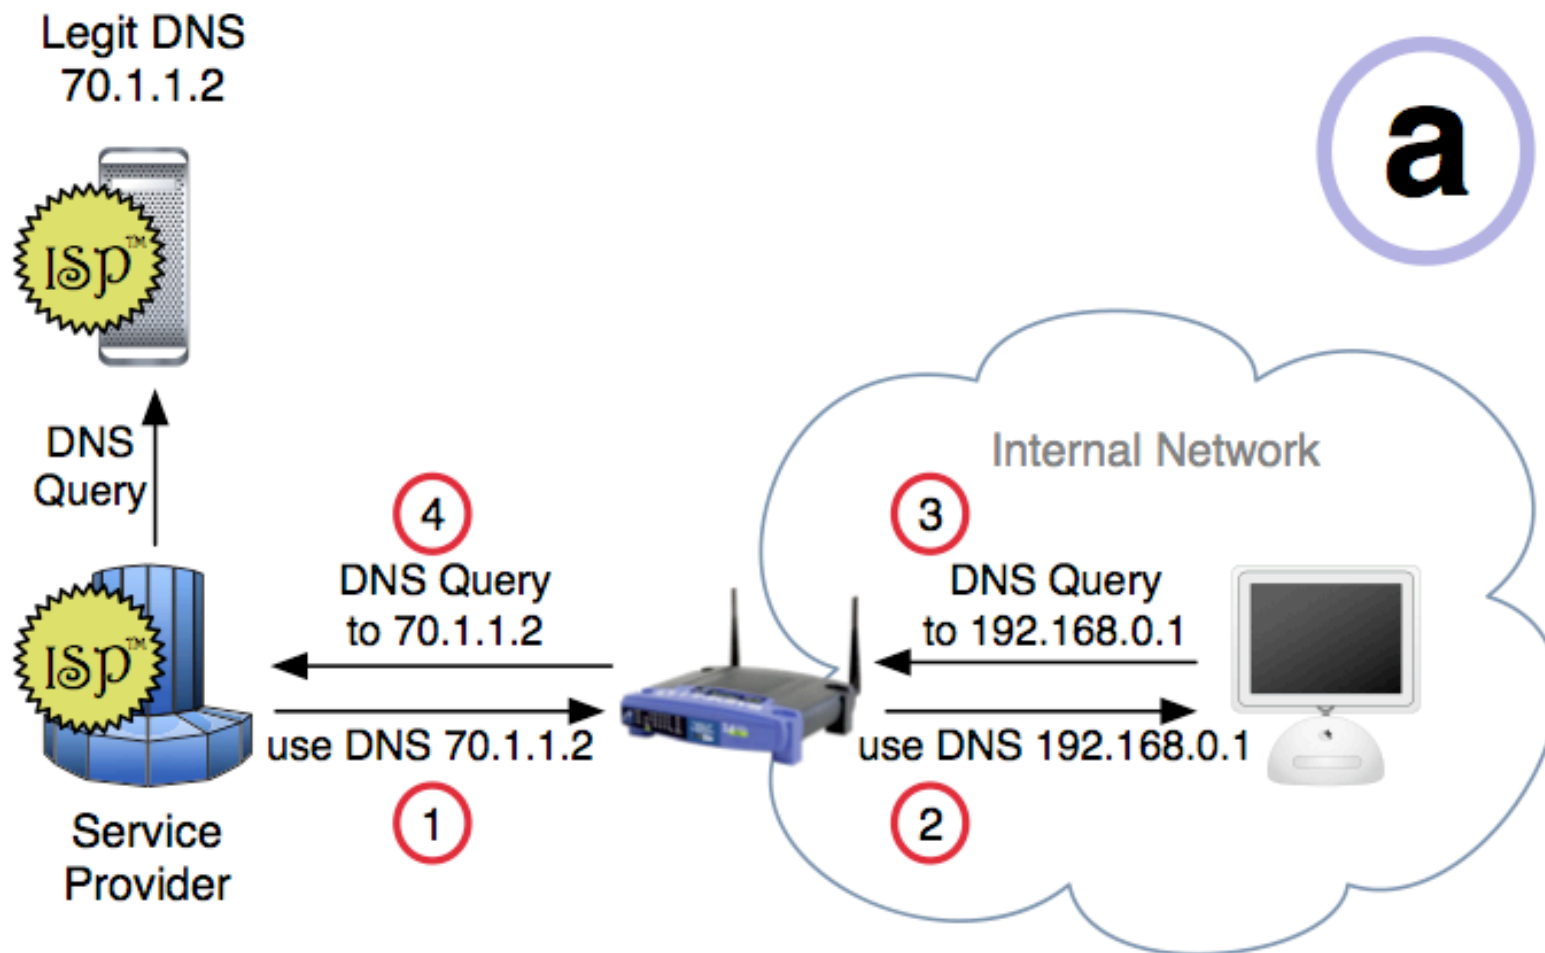 Legit DNS
70.1.1.2
a
ISP™
DNS
Query
Internal Network
4
3
DNS Query
to 70.1.1.2
DNS Query
to 192.168.0.1
ISP™
use DNS 70.1.1.2
use DNS 192.168.0.1
1
2
Service
Provider